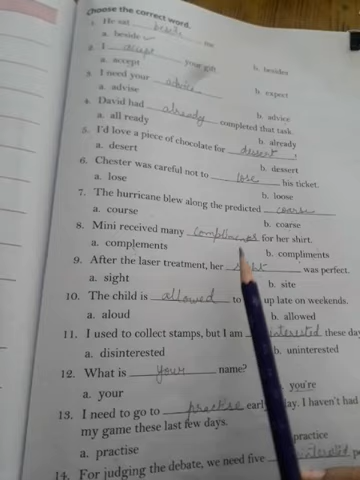 Choose the correct word.
1. He sat beside me
a. beside b. besides
2. I accept your gift
a. accept b. expect
3. I need your advice
a. advise b. advice
4. David had already completed that task
a. all ready b. already
5. I'd love a piece of chocolate for dessert !
a. desert b. dessert
6. Chester was careful not to lose his ticket.
a. lose b. loose
7. The hurricane blew along the predicted
a. course b. coarse
8. Mini received many for her shirt.
a. complements b. compliments
9. After the laser treatment, her sight was perfect.
a. sight b. site
10. The child is allowed to up late on weekends.
a. aloud b. allowed
11. I used to collect stamps, but I am interested these day
a. disinterested b. uninterested
12. What is your name?
a. your you're
13. I need to go to practise early day. I haven't had
my game these last few days.
a. practise practice
14. For judging the debate, we need five